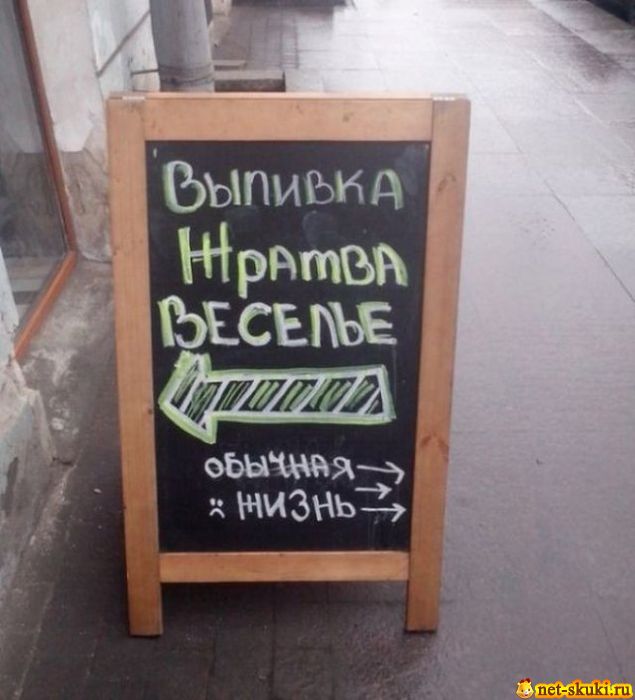 Выпивка
Жратва
Веселье
обычная →
→
:( жизнь →
net-skuki.ru